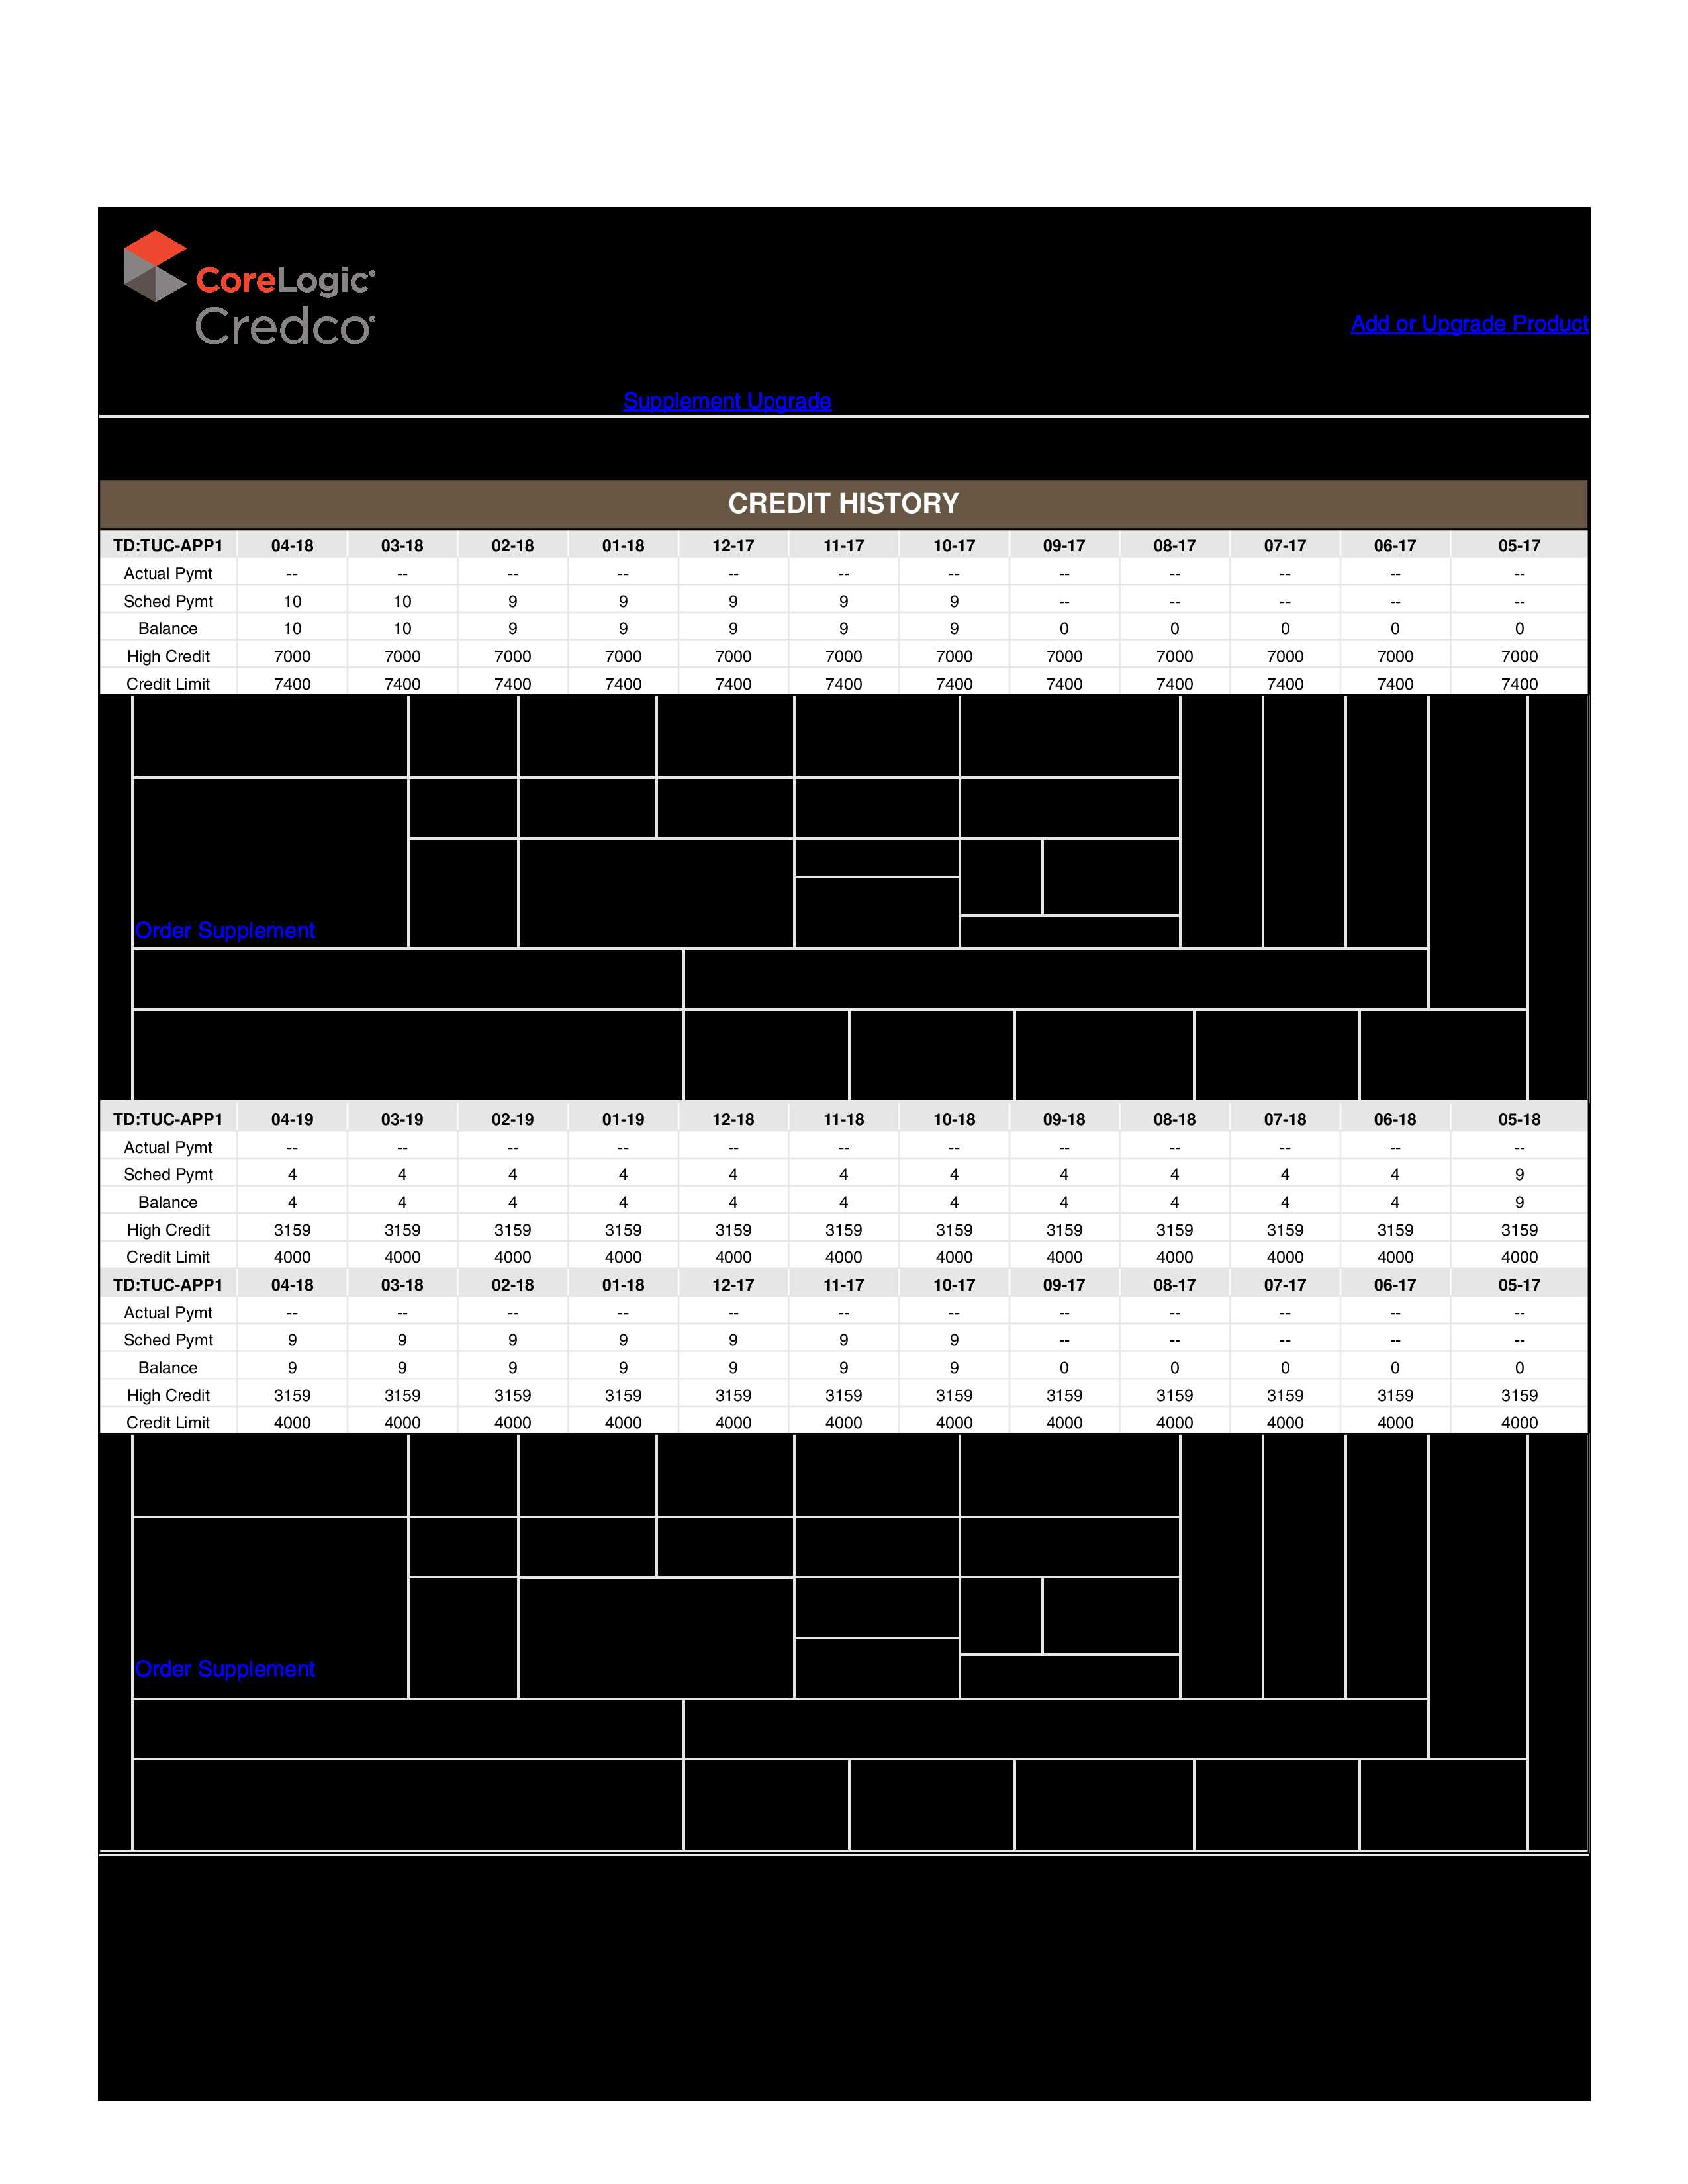 CoreLogic
Credco
Add or Upgrade Product
Supplement Upgrade
CREDIT HISTORY
TD:TUC-APP1 04-18 03-18 02-18 01-18 12-17 11-17 10-17 09-17 08-17 07-17 06-17 05-17
Actual Pymt -- -- -- -- -- -- -- -- -- -- -- --
Sched Pymt 10 10 9 9 9 9 9 -- -- -- -- --
Balance 10 10 9 9 9 9 9 0 0 0 0 0
High Credit 7000 7000 7000 7000 7000 7000 7000 7000 7000 7000 7000 7000
Credit Limit 7400 7400 7400 7400 7400 7400 7400 7400 7400 7400 7400 7400
Order Supplement
TD:TUC-APP1 04-19 03-19 02-19 01-19 12-18 11-18 10-18 09-18 08-18 07-18 06-18 05-18
Actual Pymt -- -- -- -- -- -- -- -- -- -- -- --
Sched Pymt 4 4 4 4 4 4 4 4 4 4 4 9
Balance 4 4 4 4 4 4 4 4 4 4 4 9
High Credit 3159 3159 3159 3159 3159 3159 3159 3159 3159 3159 3159 3159
Credit Limit 4000 4000 4000 4000 4000 4000 4000 4000 4000 4000 4000 4000
TD:TUC-APP1 04-18 03-18 02-18 01-18 12-17 11-17 10-17 09-17 08-17 07-17 06-17 05-17
Actual Pymt -- -- -- -- -- -- -- -- -- -- -- --
Sched Pymt 9 9 9 9 9 9 9 -- -- -- -- --
Balance 9 9 9 9 9 9 9 0 0 0 0 0
High Credit 3159 3159 3159 3159 3159 3159 3159 3159 3159 3159 3159 3159
Credit Limit 4000 4000 4000 4000 4000 4000 4000 4000 4000 4000 4000 4000
Order Supplement